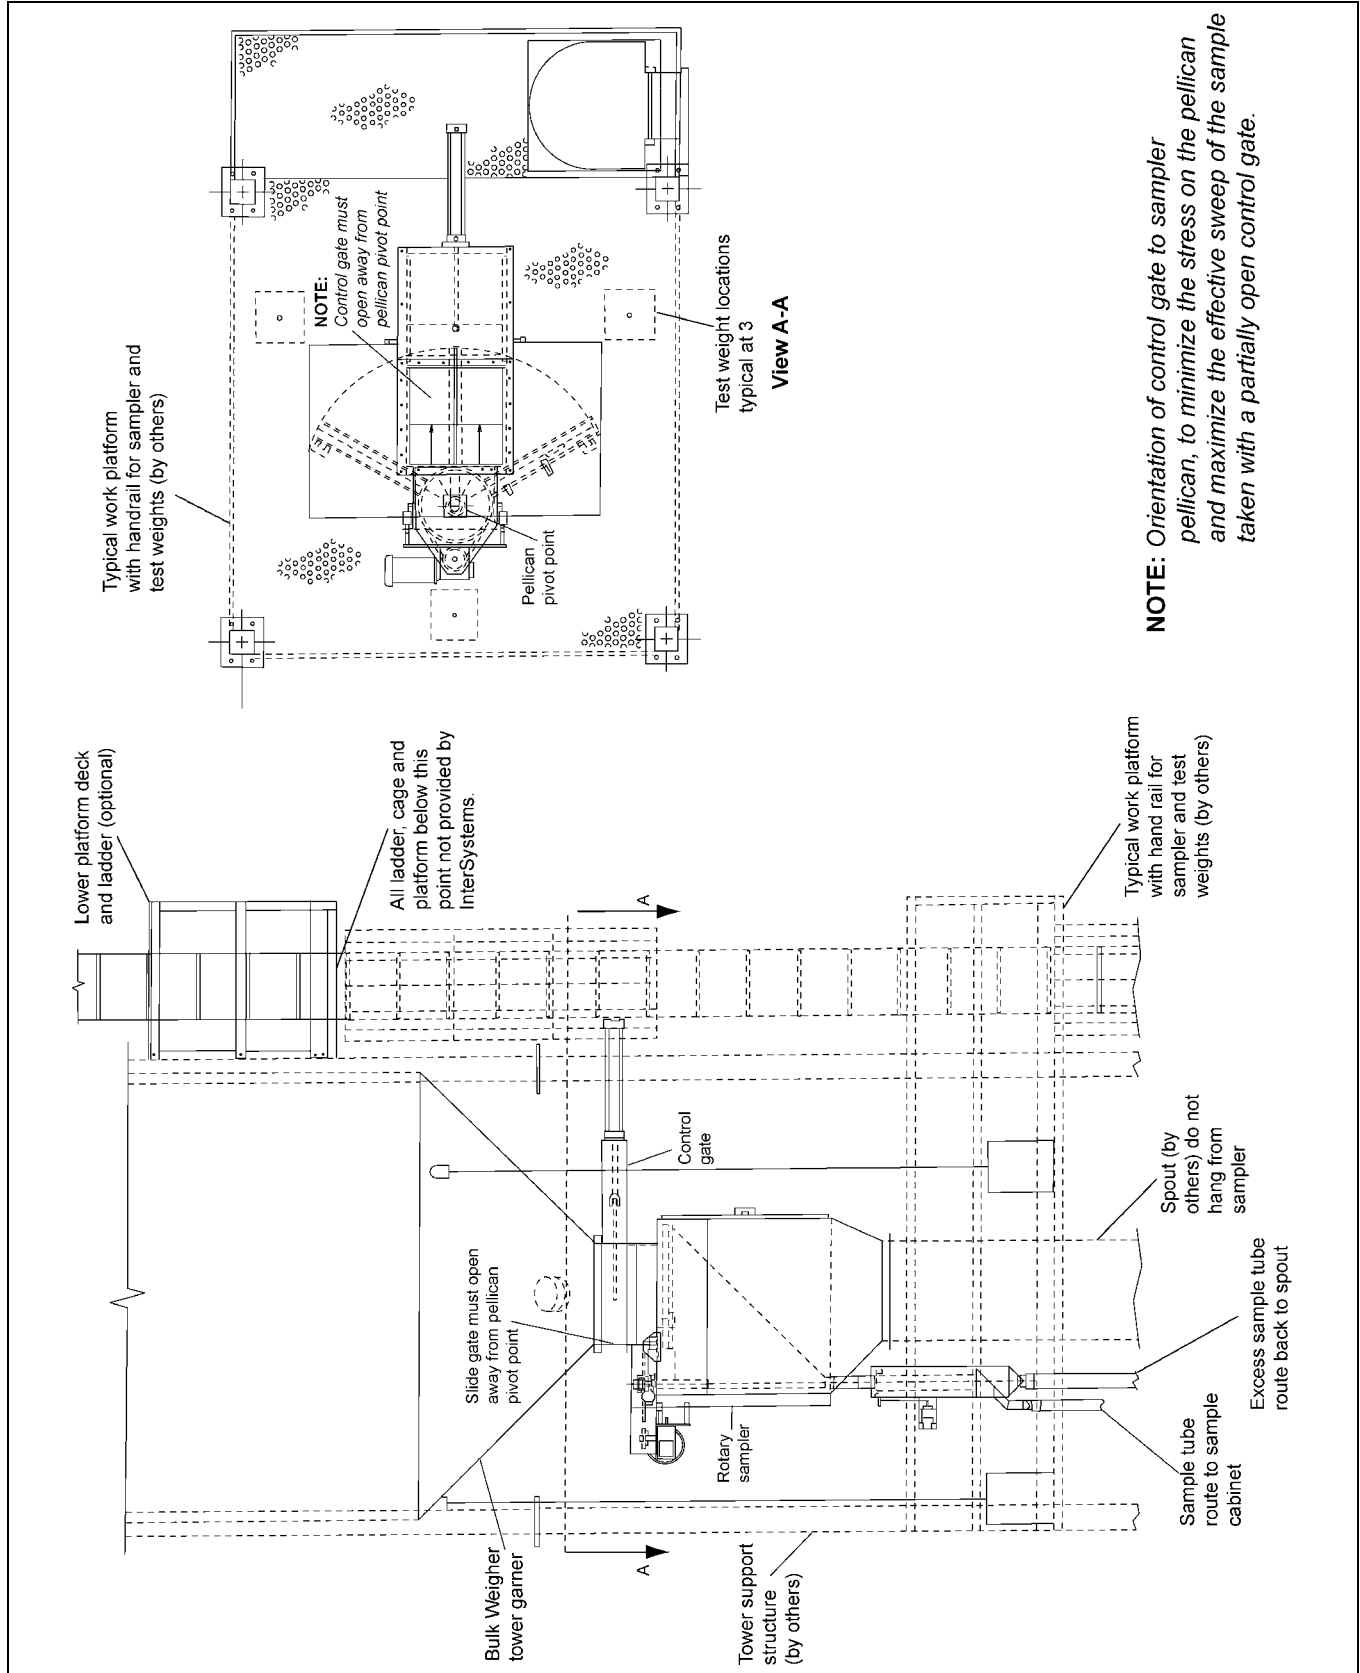 Lower platform deck
and ladder (optional)
All ladder, cage and
platform below this
point not provided by
InterSystems.
A
Typical work platform
with hand rail for
sampler and test
weights (by others)
Control
gate
Slide gate must open
away from pellican
pivot point
Spout (by
others) do not
hang from
sampler
Excess sample tube
route back to spout
Sample tube
route to sample
cabinet
Rotary
sampler
Bulk Weigher
tower garner
A
Tower support
structure
(by others)
Typical work platform
with handrail for sampler and
test weights (by others)
NOTE:
Control gate must
open away from
pellican pivot point
Pellican
pivot point
Test weight locations
typical at 3
View A-A
NOTE: Orientation of control gate to sampler
pellican, to minimize the stress on the pellican
and maximize the effective sweep of the sample
taken with a partially open control gate.